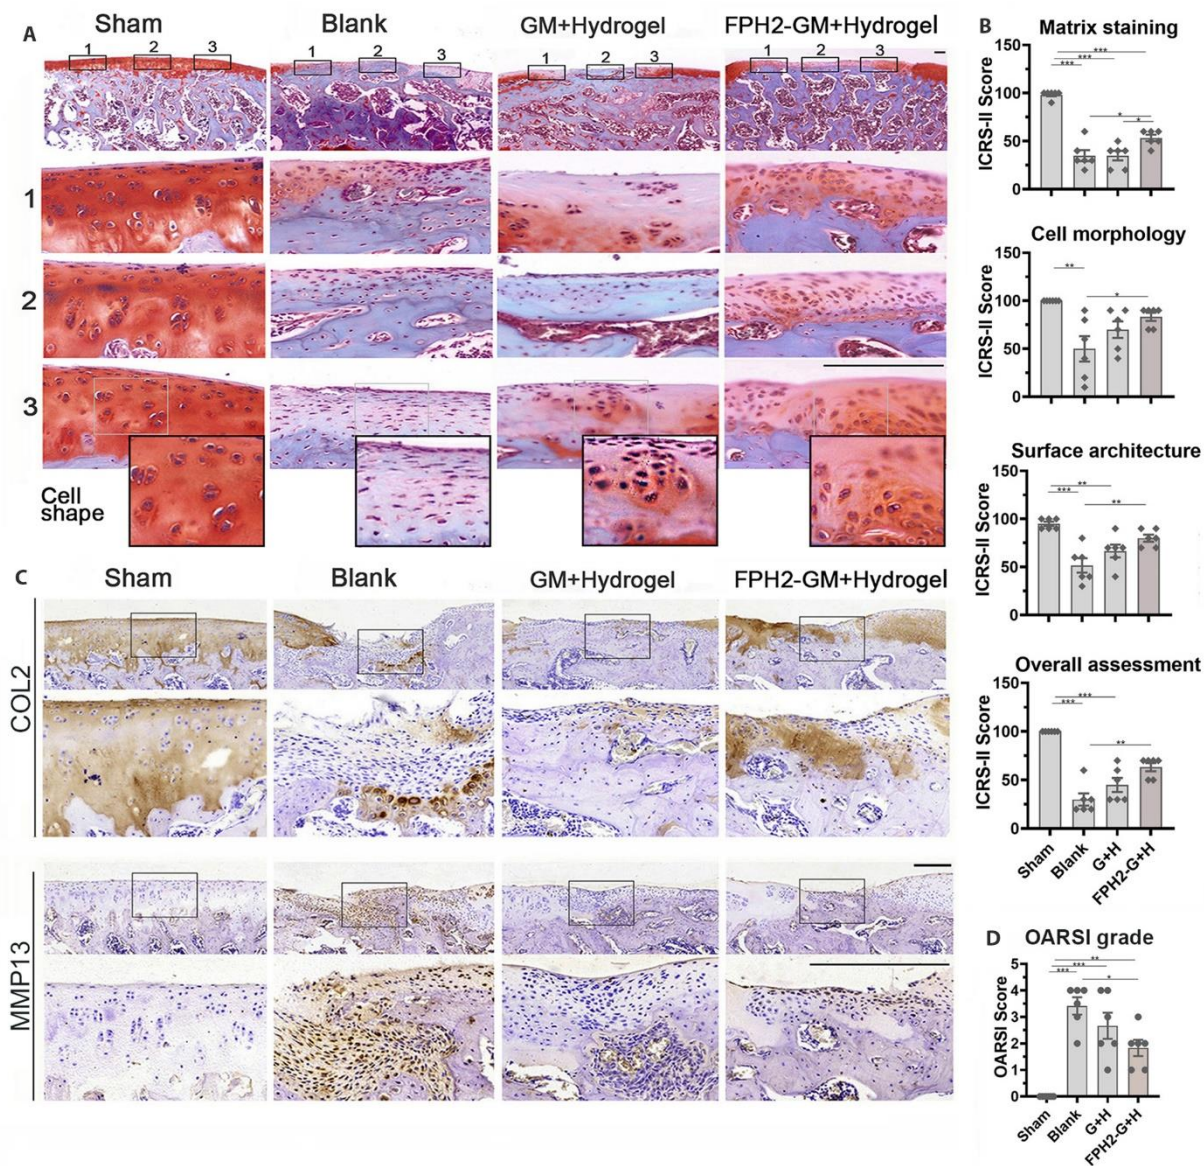 A
Sham
Blank
GM+Hydrogel
FPH2-GM+Hydrogel
1 2 3
1 2 3
1 2 3
1 2 3
1
2
3
Cell
shape
B
Matrix staining
ICRS-II Score
150
100
50
0
***
***
***
*
*
Cell morphology
ICRS-II Score
150
100
50
0
**
*
Surface architecture
ICRS-II Score
150
100
50
0
**
***
**
Overall assessment
ICRS-II Score
150
100
50
0
***
***
**
Sham
Blank
G+H
FPH2-G+H
C
Sham
Blank
GM+Hydrogel
FPH2-GM+Hydrogel
COL2
MMP13
D
OARSI grade
OARSI Score
5
4
3
2
1
0
**
***
***
*
Sham
Blank
G+H
FPH2-G+H